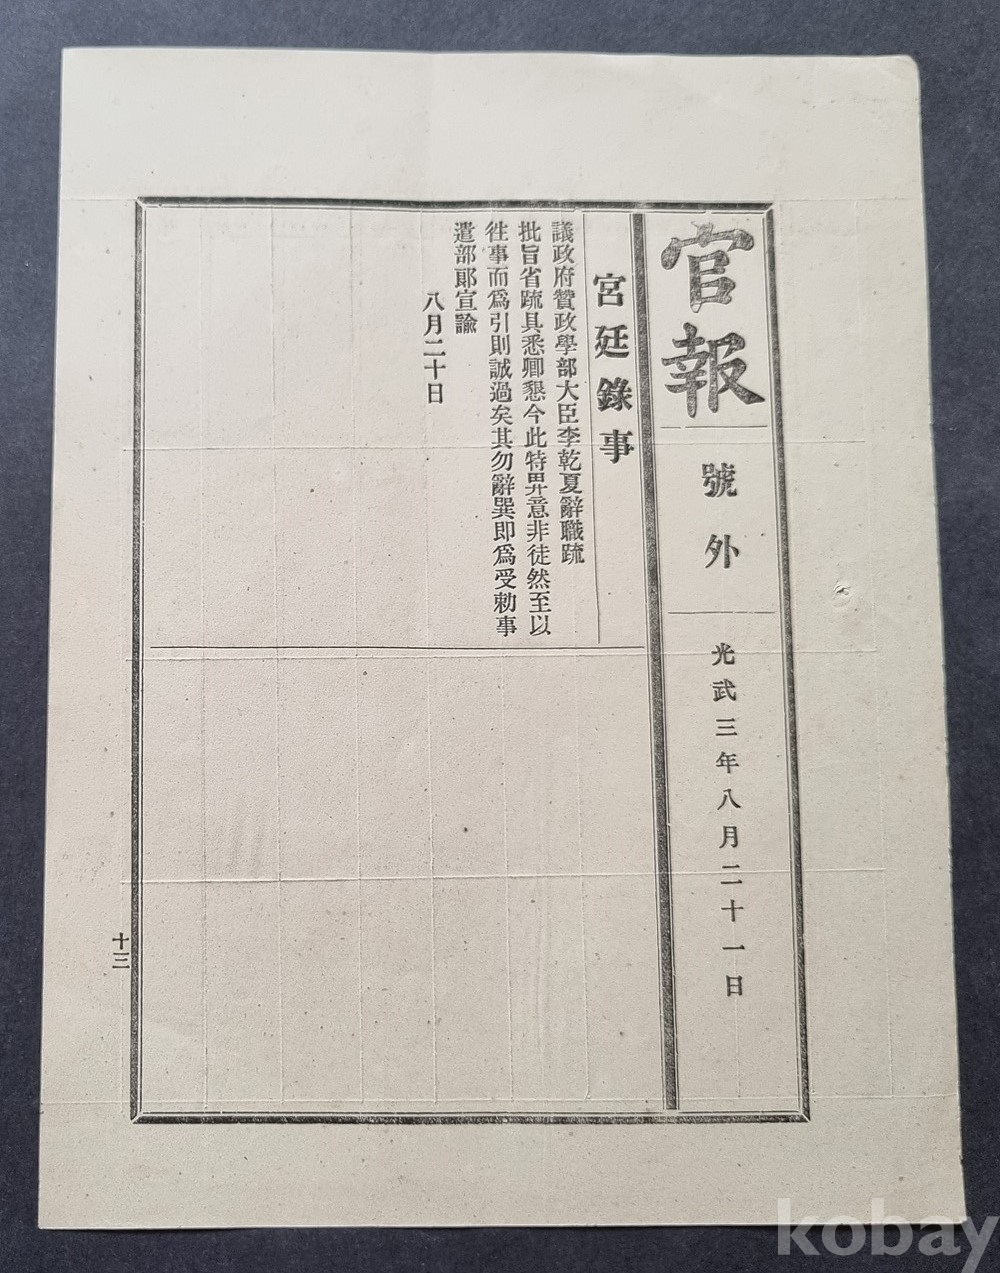 官報
號外
光武三年八月二十一日
宮廷錄事
議政府贊政學部大臣李乾夏辭職疏
批旨省疏具悉卿懇今此特畀意非徒然至以
徃事而爲引則誠過矣其勿辭巽即爲受勅事
遣部郞宣諭
八月二十日
十三
kobay